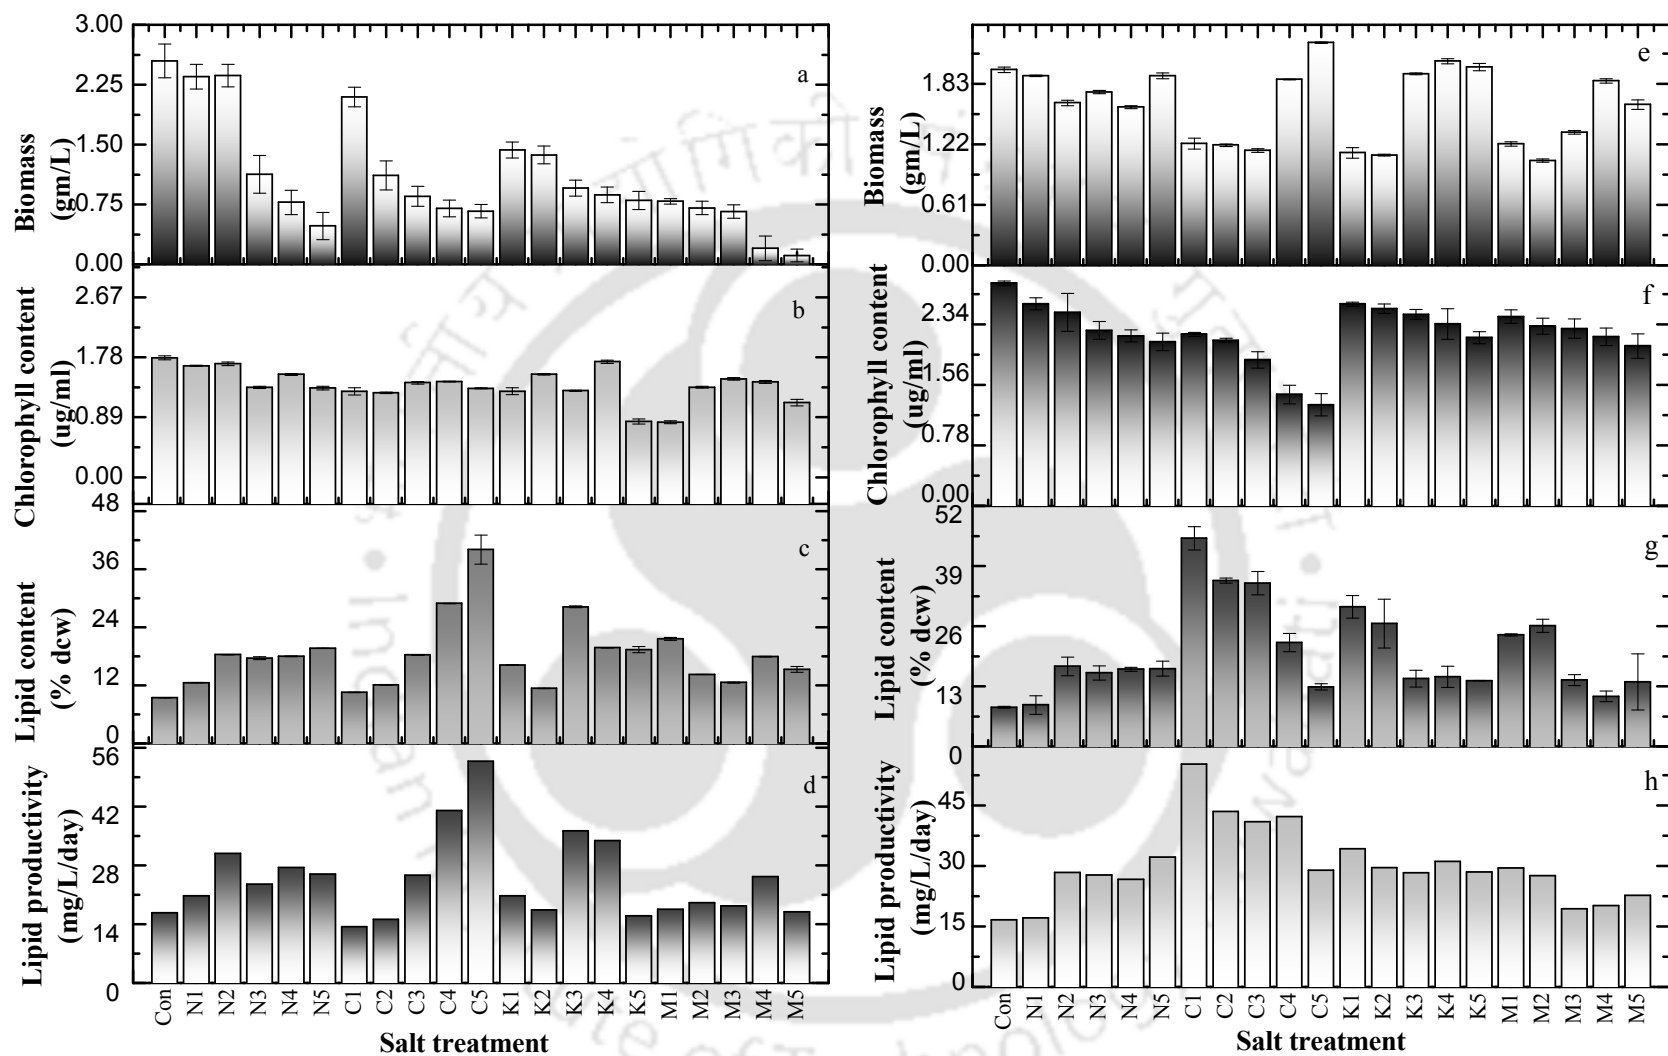 3.00
2.25
1.50
0.75
0.00
Biomass
(gm/L)
a
2.67
1.78
0.89
0.00
Chlorophyll content
(ug/ml)
b
48
36
24
12
0
Lipid content
(% dcw)
c
56
42
28
14
0
Lipid productivity
(mg/L/day)
d
Con N1 N2 N3 N4 N5 C1 C2 C3 C4 C5 K1 K2 K3 K4 K5 M1 M2 M3 M4 M5
Salt treatment
1.83
1.22
0.61
0.00
Biomass
(gm/L)
e
2.34
1.56
0.78
0.00
Chlorophyll content
(ug/ml)
f
52
39
26
13
0
Lipid content
(% dcw)
g
45
30
15
0
Lipid productivity
(mg/L/day)
h
Con N1 N2 N3 N4 N5 C1 C2 C3 C4 C5 K1 K2 K3 K4 K5 M1 M2 M3 M4 M5
Salt treatment